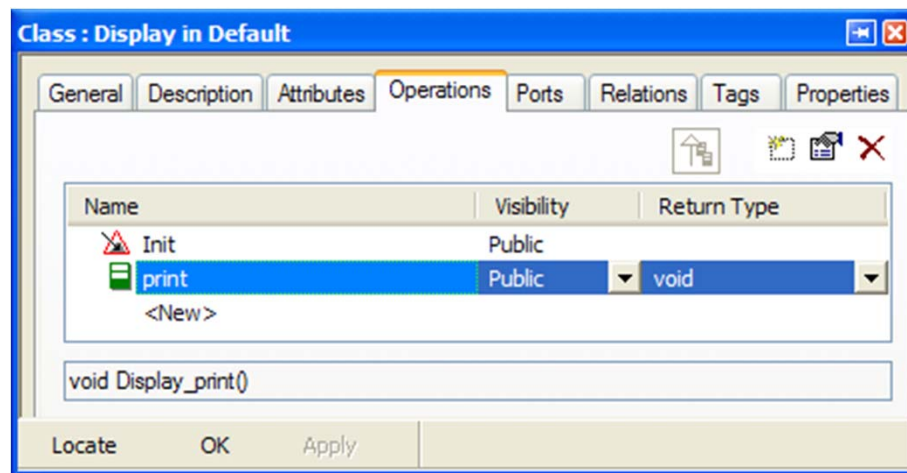 Class : Display in Default
General Description Attributes Operations Ports Relations Tags Properties
Name Visibility Return Type
Init Public
print Public void
<New>
void Display_print()
Locate OK Apply